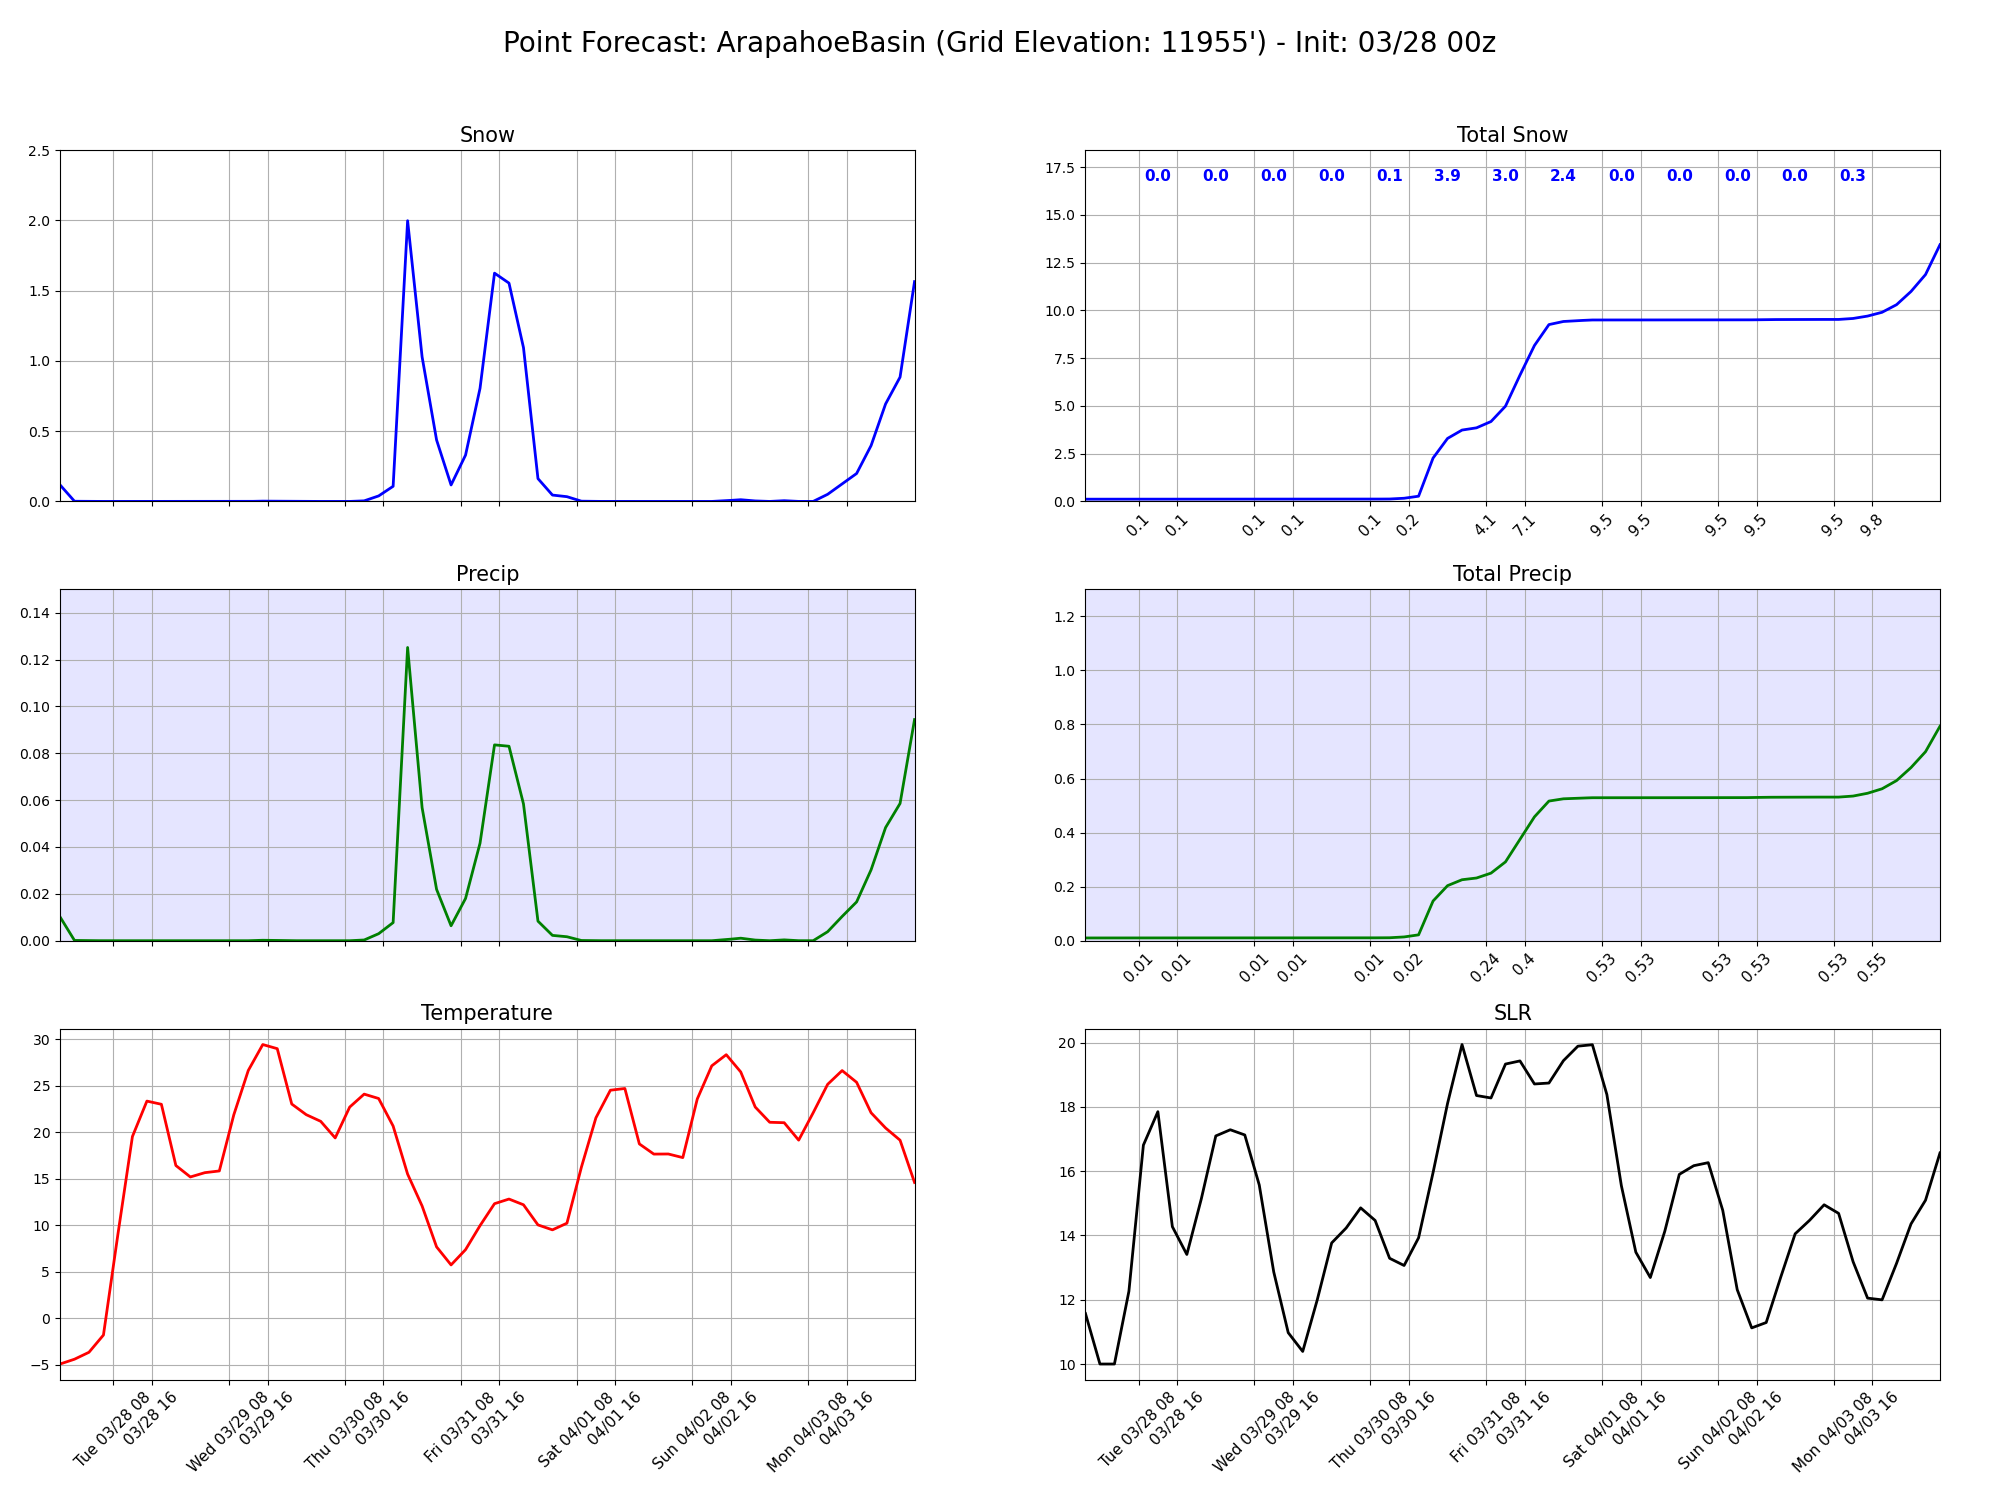 Point Forecast: ArapahoeBasin (Grid Elevation: 11955') - Init: 03/28 00z
Snow
2.5
2.0
1.5
1.0
0.5
0.0
Total Snow
17.5
15.0
12.5
10.0
7.5
5.0
2.5
0.0
0.0 0.0 0.0 0.0 0.1 3.9 3.0 2.4 0.0 0.0 0.0 0.0 0.3
0.1 0.1 0.1 0.1 0.1 0.2 4.1 7.1 9.5 9.5 9.5 9.5 9.5 9.8
Precip
0.14
0.12
0.10
0.08
0.06
0.04
0.02
0.00
Total Precip
1.2
1.0
0.8
0.6
0.4
0.2
0.0
0.01 0.01 0.01 0.01 0.01 0.02 0.24 0.4 0.53 0.53 0.53 0.53 0.53 0.55
Temperature
30
25
20
15
10
5
0
−5
Tue 03/28 08
03/28 16
Wed 03/29 08
03/29 16
Thu 03/30 08
03/30 16
Fri 03/31 08
03/31 16
Sat 04/01 08
04/01 16
Sun 04/02 08
04/02 16
Mon 04/03 08
04/03 16
SLR
20
18
16
14
12
10
Tue 03/28 08
03/28 16
Wed 03/29 08
03/29 16
Thu 03/30 08
03/30 16
Fri 03/31 08
03/31 16
Sat 04/01 08
04/01 16
Sun 04/02 08
04/02 16
Mon 04/03 08
04/03 16